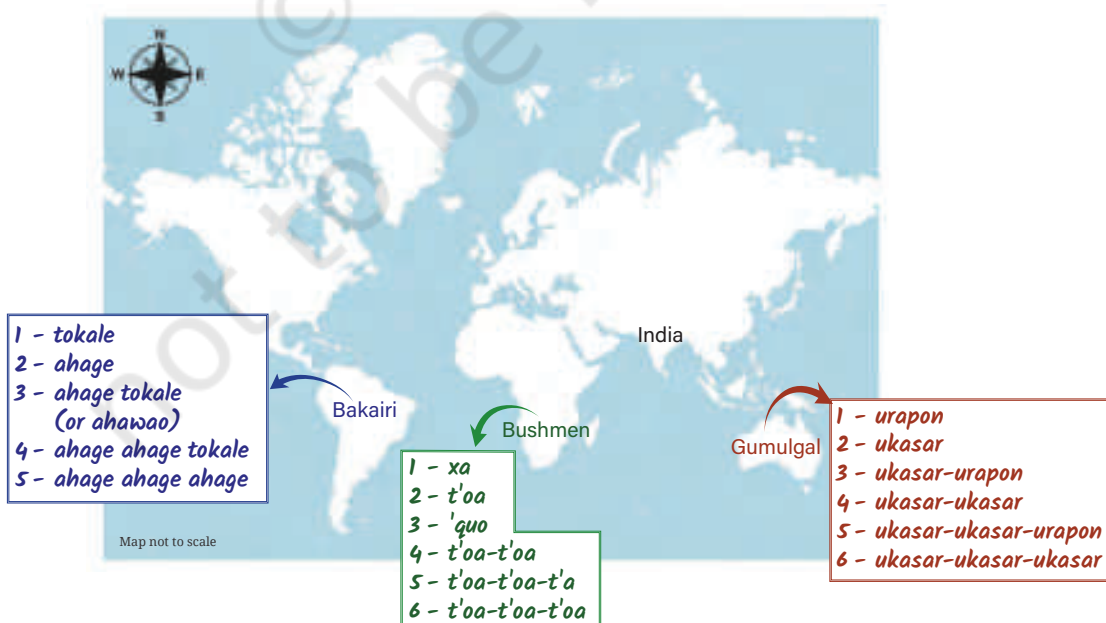 ©
not to be
N
W E
S
India
1 - tokale
2 - ahage
3 - ahage tokale
(or ahawao)
4 - ahage ahage tokale
5 - ahage ahage ahage
Bakairi
Bushmen
1 - xa
2 - t'oa
3 - 'quo
4 - t'oa-t'oa
5 - t'oa-t'oa-t'a
6 - t'oa-t'oa-t'oa
Gumulgal
1 - urapon
2 - ukasar
3 - ukasar-urapon
4 - ukasar-ukasar
5 - ukasar-ukasar-urapon
6 - ukasar-ukasar-ukasar
Map not to scale